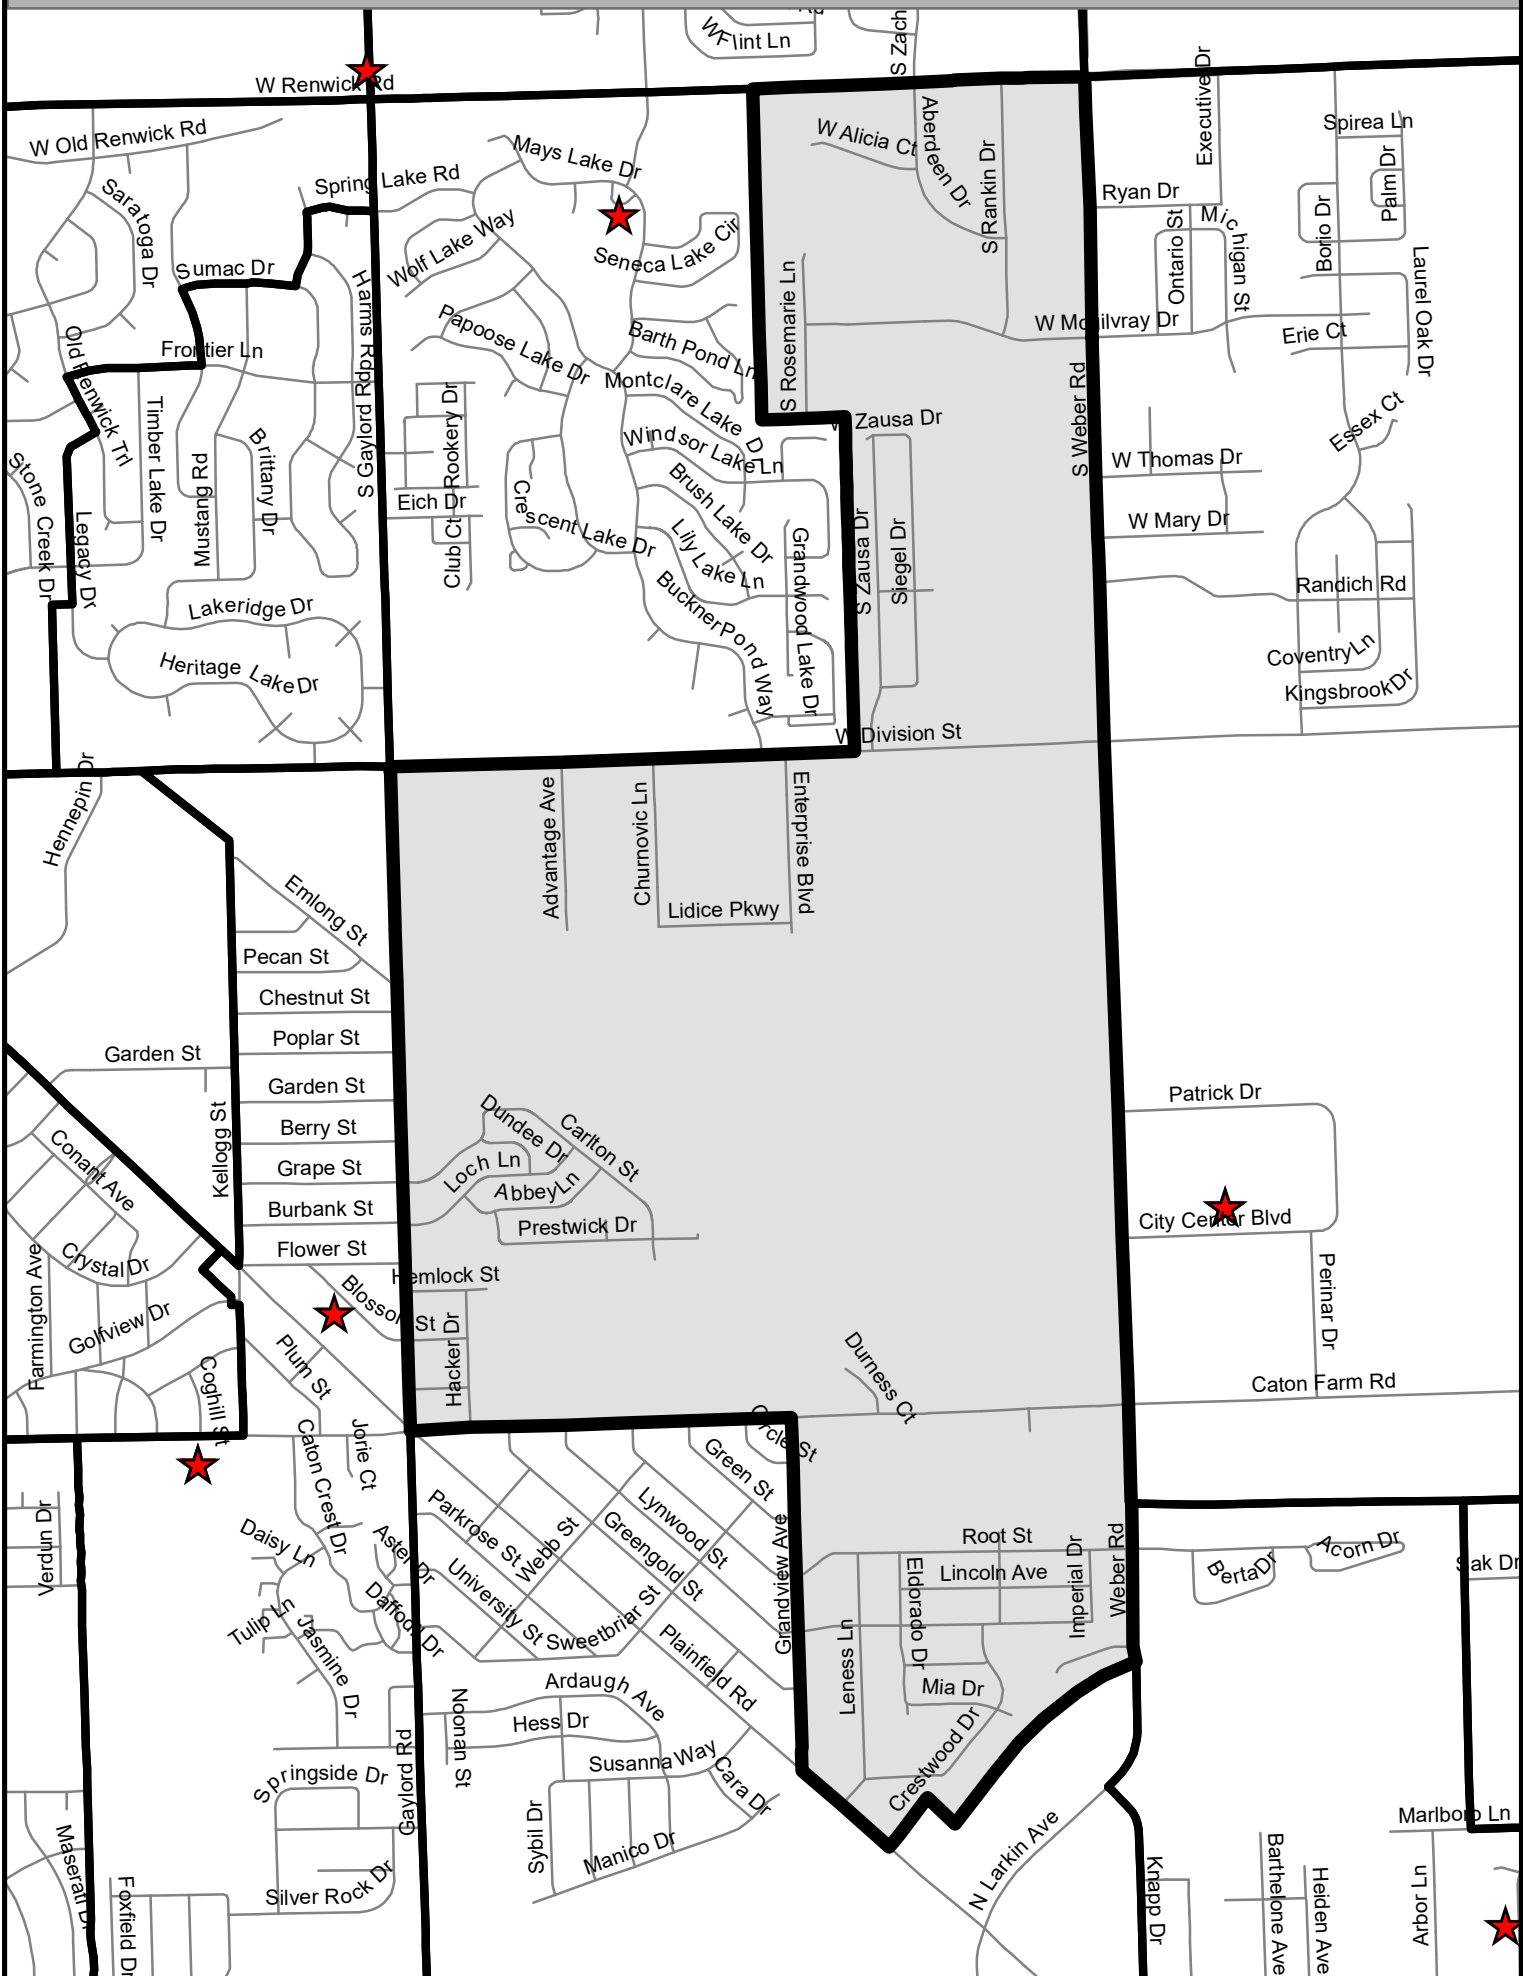 W Flint Ln
S Zach
W Renwick Rd
Executive Dr
Spirea Ln
W Old Renwick Rd
Mays Lake Dr
W Alicia Ct
Aberdeen Dr
S Rankin Dr
Palm Dr
Spring Lake Rd
Ryan Dr
Saratoga Dr
Wolf Lake Way
Seneca Lake Cir
Ontario St
Michigan St
Borio Dr
Sumac Dr
Harms Rd
S Rosemarie Ln
Laurel Oak Dr
Papoose Lake Dr
Barth Pond Ln
W Mcgilvray Dr
Erie Ct
Old Renwick Trl
Frontier Ln
S Gaylord Rd
Montclare Lake Dr
S Weber Rd
Timber Lake Dr
Rookery Dr
W Zausa Dr
Essex Ct
Windsor Lake Ln
Stone Creek Dr
Mustang Rd
Brittany Dr
Brush Lake Dr
W Thomas Dr
Eich Dr
Crescent Lake Dr
Lily Lake Ln
Legacy Dr
Club Ct
Grandwood Lake Dr
S Zausa Dr
Siegel Dr
W Mary Dr
Lakeridge Dr
Buckner Pond Way
Randich Rd
Heritage Lake Dr
Coventry Ln
Kingsbrook Dr
W Division St
Hennepin Dr
Advantage Ave
Churnovic Ln
Enterprise Blvd
Emlong St
Lidice Pkwy
Pecan St
Chestnut St
Poplar St
Garden St
Garden St
Patrick Dr
Kellogg St
Berry St
Dundee Dr
Carlton St
Conant Ave
Grape St
Loch Ln
Abbey Ln
Burbank St
Prestwick Dr
City Center Blvd
Flower St
Crystal Dr
Farmington Ave
Hemlock St
Perinar Dr
Golfview Dr
Blossom St
Hacker Dr
Plum St
Durness Ct
Coghill St
Caton Farm Rd
Circle St
Jorie Ct
Caton Crest Dr
Green St
Verdun Dr
Daisy Ln
Aster Dr
Parkrose St
Webb St
Lynwood St
Greengold St
Grandview Ave
Root St
Lincoln Ave
Imperial Dr
Weber Rd
Berta Dr
Acorn Dr
Oak Dr
Tulip Ln
Daffodil Dr
University St
Sweetbriar St
Eldorado Dr
Jasmine Dr
Plainfield Rd
Leness Ln
Mia Dr
Noonan St
Ardaugh Ave
Hess Dr
Gaylord Rd
Susanna Way
Cara Dr
Crestwood Dr
Springside Dr
Sybil Dr
Manico Dr
Marlboro Ln
N Larkin Ave
Maserati Dr
Foxfield Dr
Silver Rock Dr
Knapp Dr
Barthelone Ave
Heiden Ave
Arbor Ln